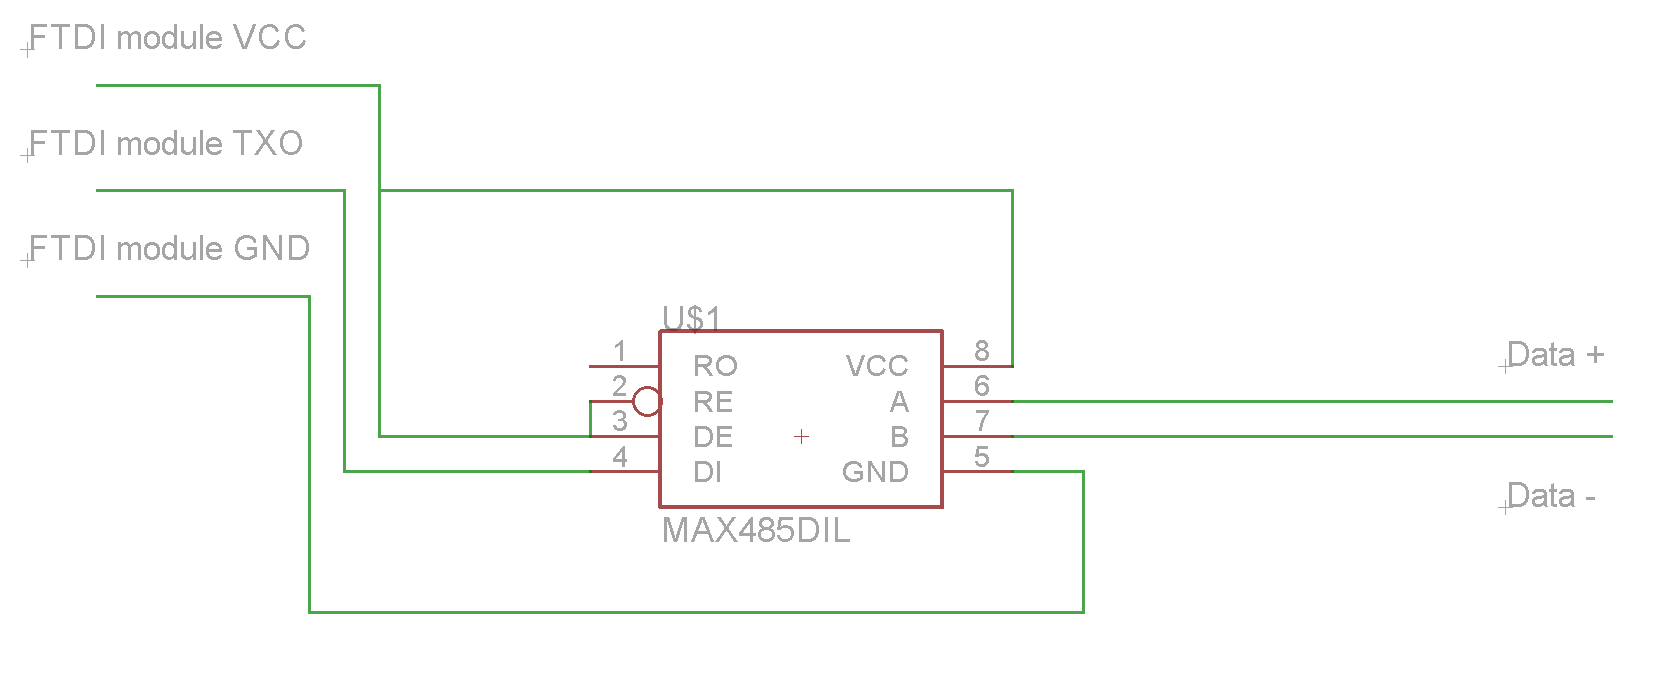 FTDI module VCC
FTDI module TXO
FTDI module GND
U$1
1 RO VCC 8
2 RE A 6
3 DE B 7
4 DI GND 5
MAX485DIL
Data +
Data -